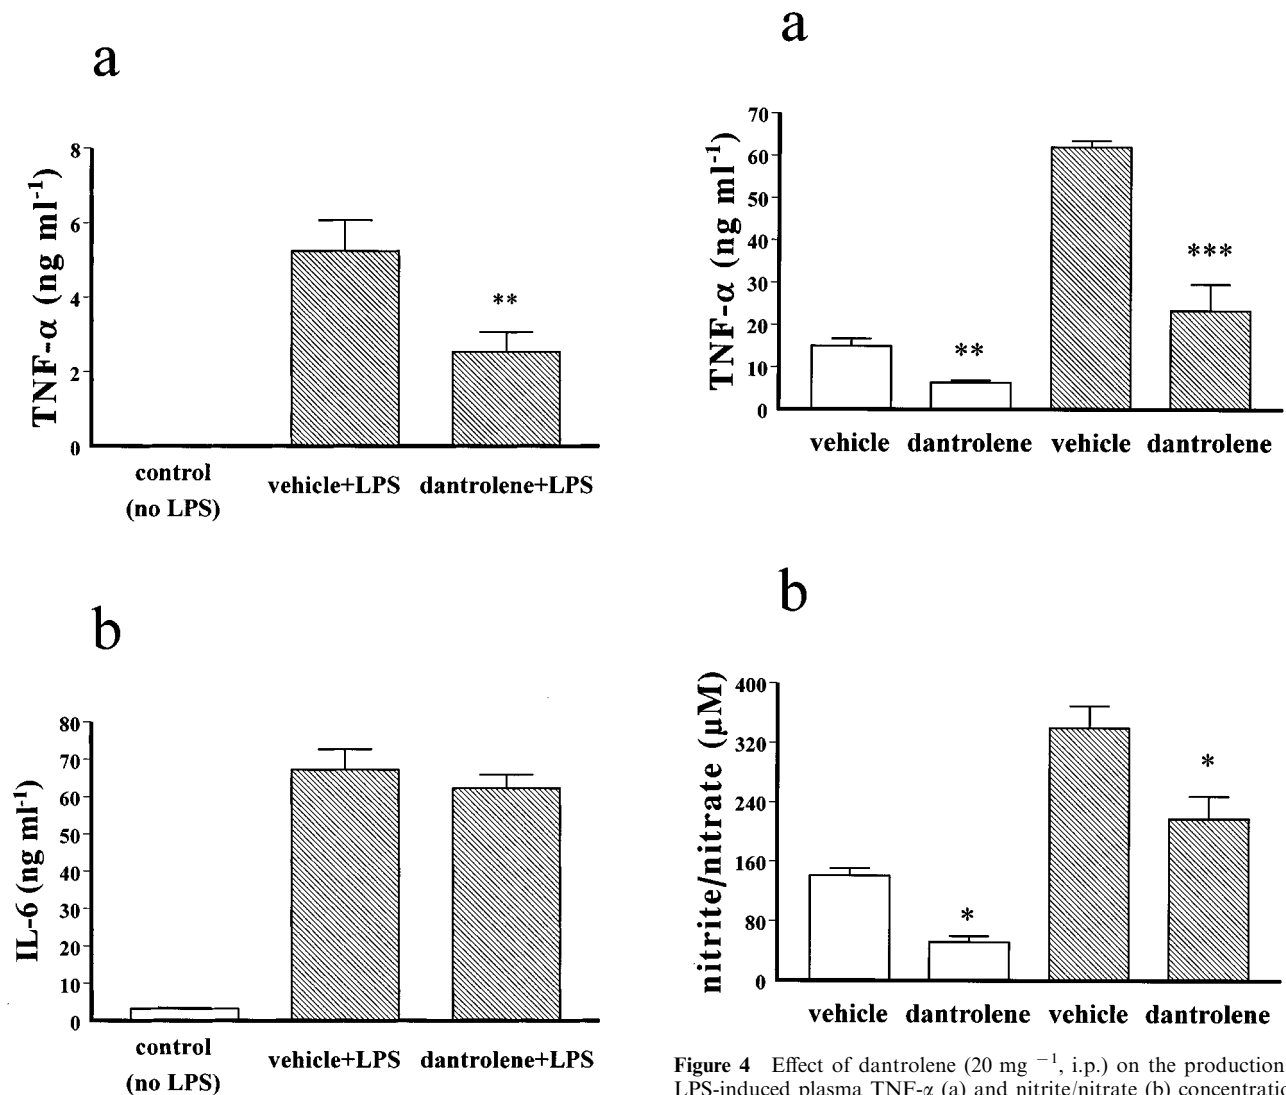 a
TNF-α (ng ml⁻¹)
8
6
4
2
0
**
control
(no LPS)
vehicle+LPS
dantrolene+LPS
b
IL-6 (ng ml⁻¹)
80
70
60
50
40
30
20
10
0
control
(no LPS)
vehicle+LPS
dantrolene+LPS
a
TNF-α (ng ml⁻¹)
70
60
50
40
30
20
10
0
**
***
vehicle dantrolene vehicle dantrolene
b
nitrite/nitrate (μM)
400
320
240
160
80
0
*
*
vehicle dantrolene vehicle dantrolene
Figure 4 Effect of dantrolene (20 mg ⁻¹, i.p.) on the production
LPS-induced plasma TNF-α (a) and nitrite/nitrate (b) concentratio